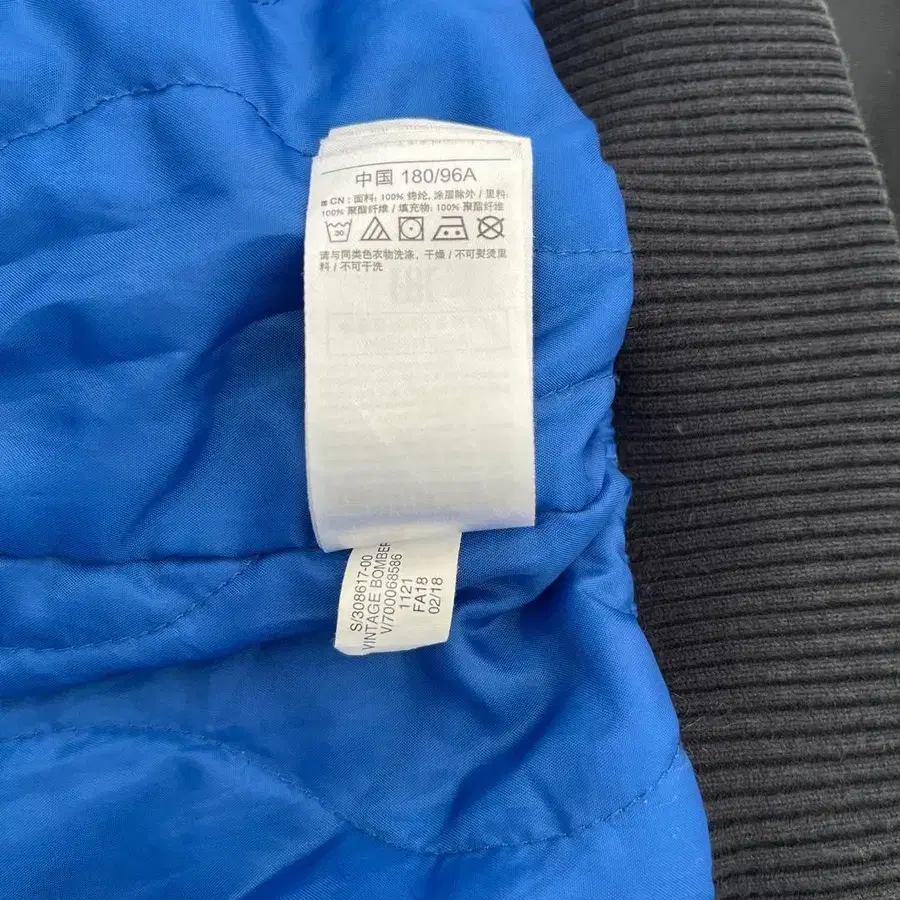 中国 180/96A
CN : 面料: 100% 锦纶, 涂层除外 / 里料:
100% 聚酯纤维 / 填充物: 100% 聚酯纤维
30
请与同类色衣物洗涤, 干燥 / 不可熨烫里
料 / 不可干洗
S/308617-00
VINTAGE BOMBER
V/700068586
1121
FA18
02/18